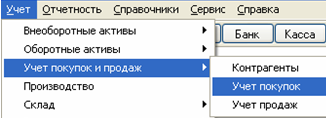 Учет Отчетность Справочники Сервис Справка
Внеоборотные активы
Оборотные активы
Банк Касса
Учет покупок и продаж
Контрагенты
Производство
Учет покупок
Склад
Учет продаж